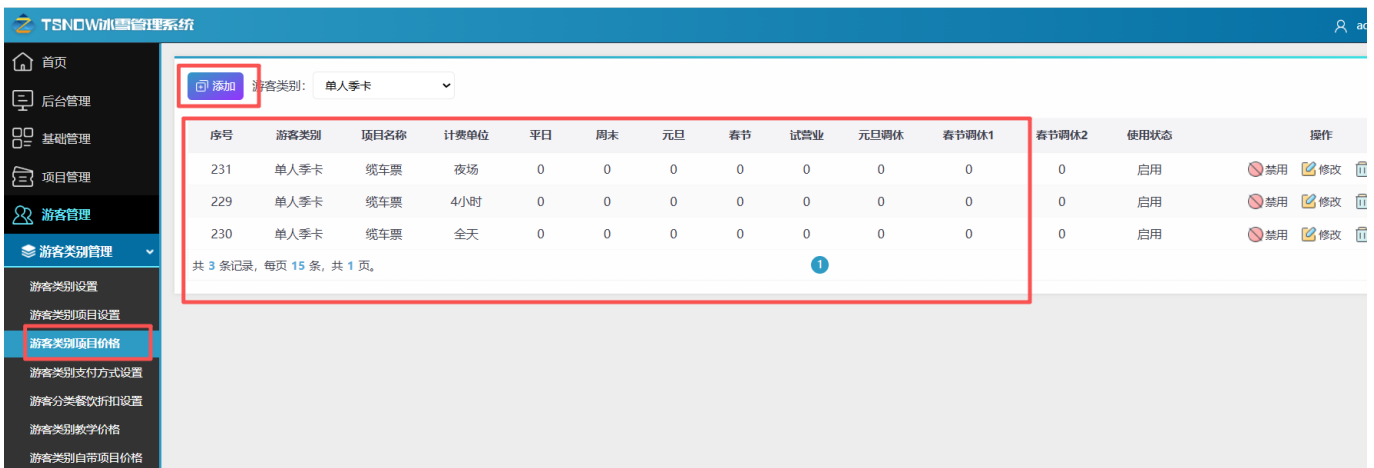 TSNOW冰雪管理系统
首页
后台管理
基础管理
项目管理
游客管理
游客类别管理
游客类别设置
游客类别项目设置
游客类别项目价格
游客类别支付方式设置
游客分类餐饮折扣设置
游客类别教学价格
游客类别自带项目价格
添加 游客类别： 单人季卡
序号 游客类别 项目名称 计费单位 平日 周末 元旦 春节 试营业 元旦调休 春节调休1 春节调休2 使用状态 操作
231 单人季卡 缆车票 夜场 0 0 0 0 0 0 0 0 启用 禁用 修改
229 单人季卡 缆车票 4小时 0 0 0 0 0 0 0 0 启用 禁用 修改
230 单人季卡 缆车票 全天 0 0 0 0 0 0 0 0 启用 禁用 修改
共 3 条记录，每页 15 条，共 1 页。 1